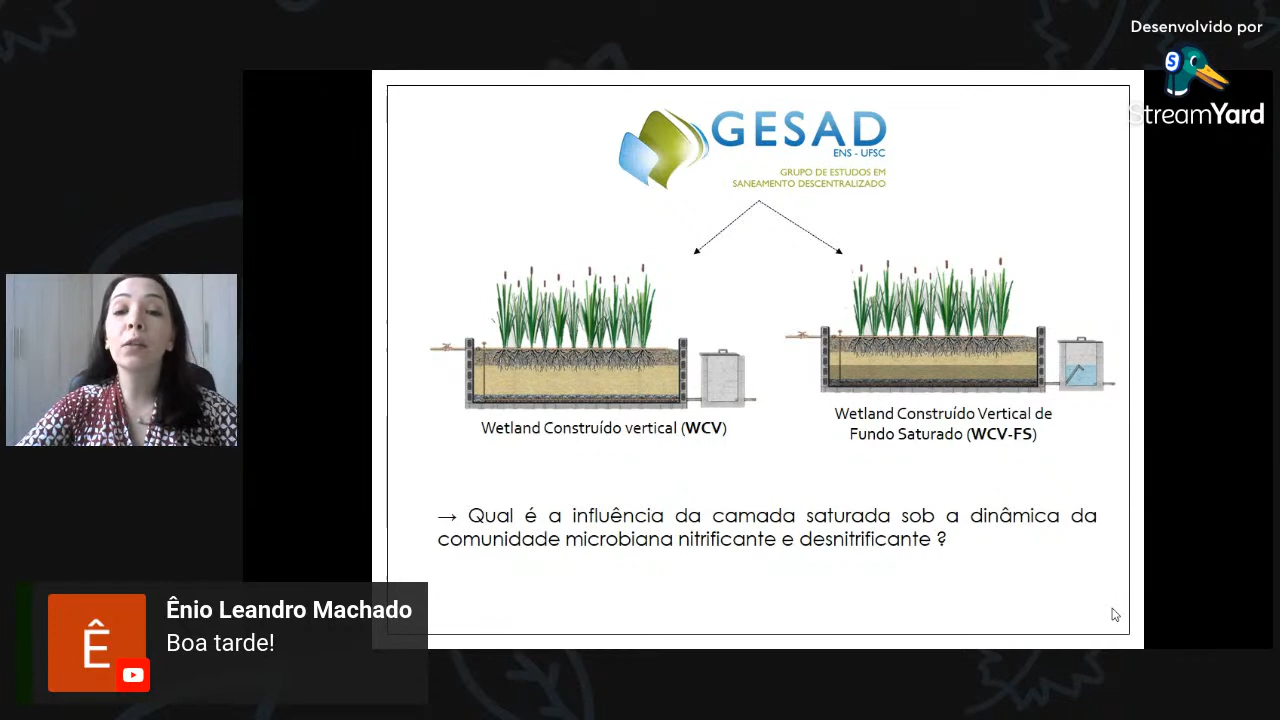 Desenvolvido por
StreamYard
GESAD
ENS - UFSC
GRUPO DE ESTUDOS EM
SANEAMENTO DESCENTRALIZADO
Wetland Construído vertical (WCV)
Wetland Construído Vertical de
Fundo Saturado (WCV-FS)
→ Qual é a influência da camada saturada sob a dinâmica da
comunidade microbiana nitrificante e desnitrificante ?
Ênio Leandro Machado
Boa tarde!
Ê
S